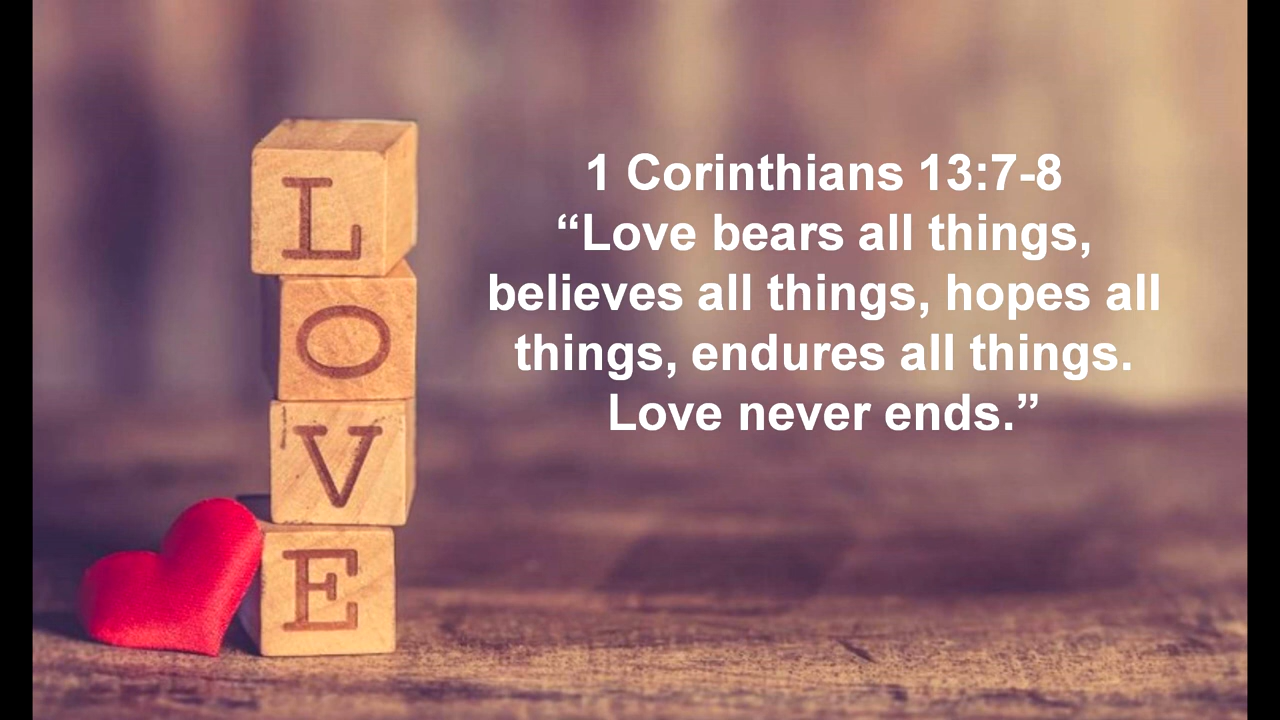 L
O
V
E
1 Corinthians 13:7-8
“Love bears all things,
believes all things, hopes all
things, endures all things.
Love never ends.”